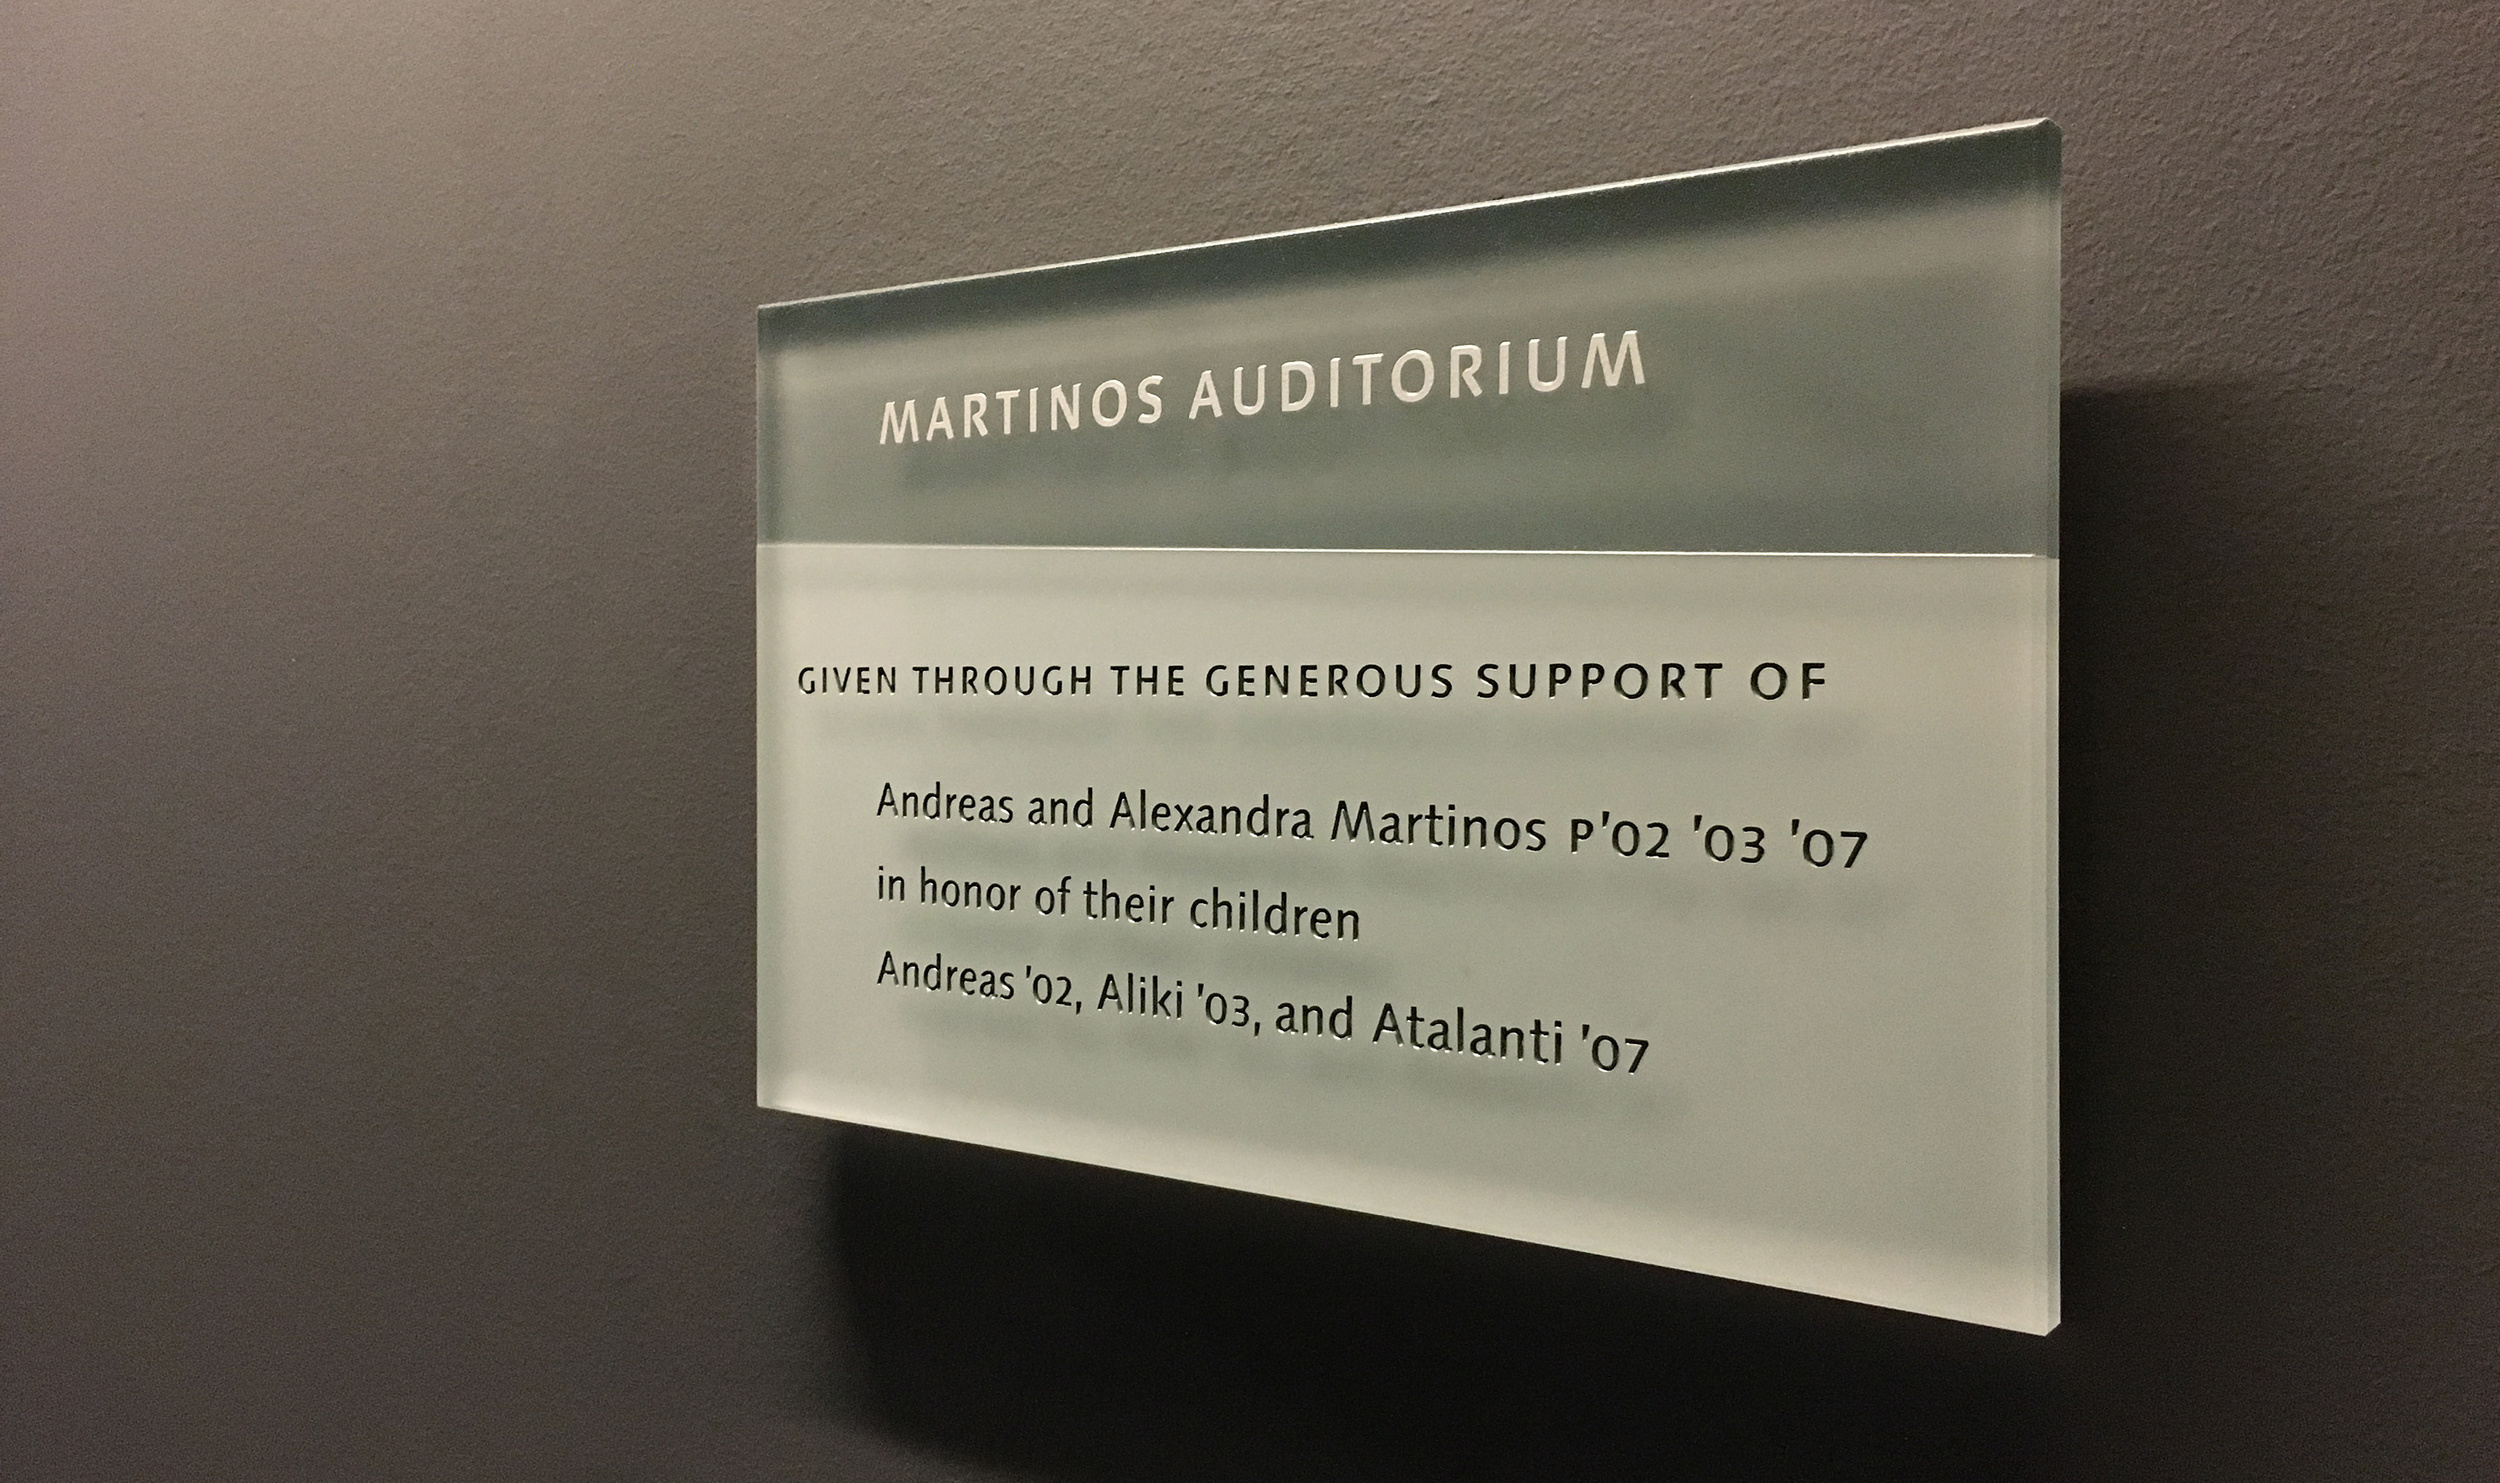 MARTINOS AUDITORIUM
GIVEN THROUGH THE GENEROUS SUPPORT OF
Andreas and Alexandra Martinos P'02 '03 '07
in honor of their children
Andreas '02, Aliki '03, and Atalanti '07